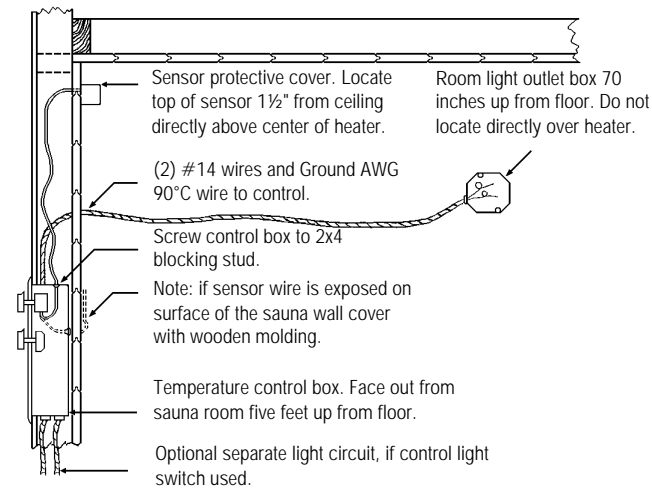 Sensor protective cover. Locate
top of sensor 1½" from ceiling
directly above center of heater.
Room light outlet box 70
inches up from floor. Do not
locate directly over heater.
(2) #14 wires and Ground AWG
90°C wire to control.
Screw control box to 2x4
blocking stud.
Note: if sensor wire is exposed on
surface of the sauna wall cover
with wooden molding.
Temperature control box. Face out from
sauna room five feet up from floor.
Optional separate light circuit, if control light
switch used.